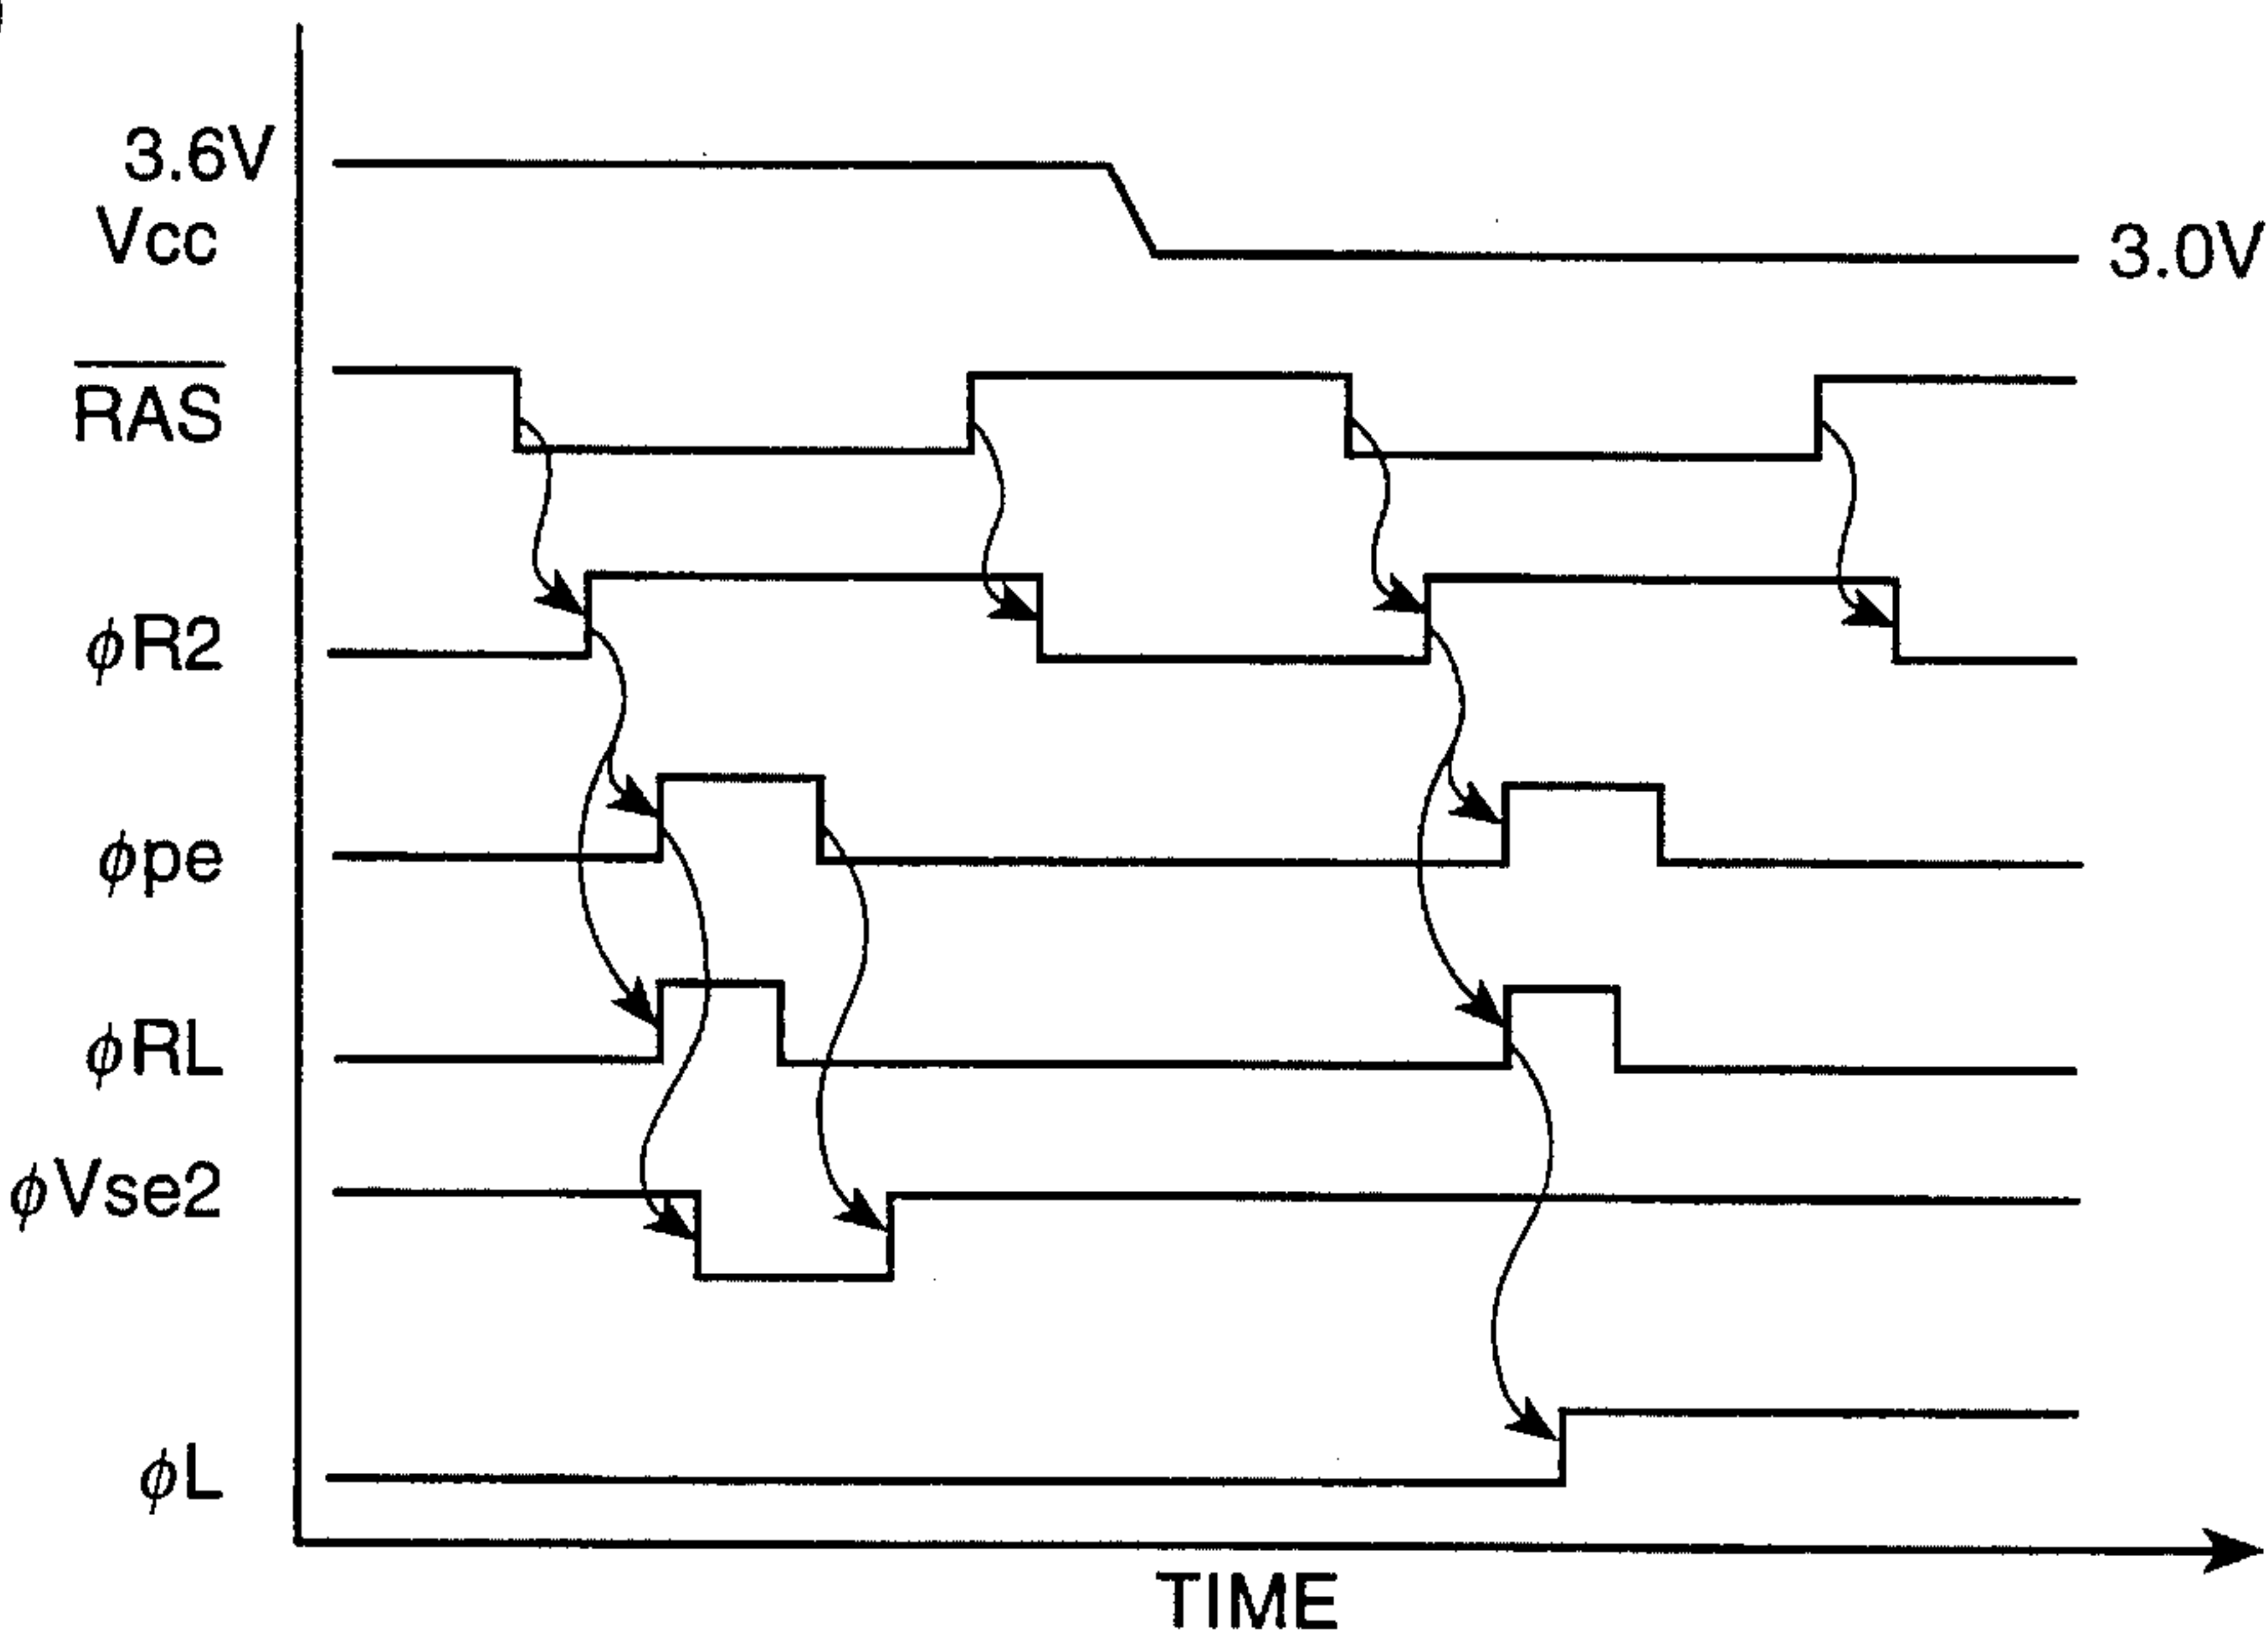 3.6V
Vcc
3.0V
RAS
φR2
φpe
φRL
φVse2
φL
TIME